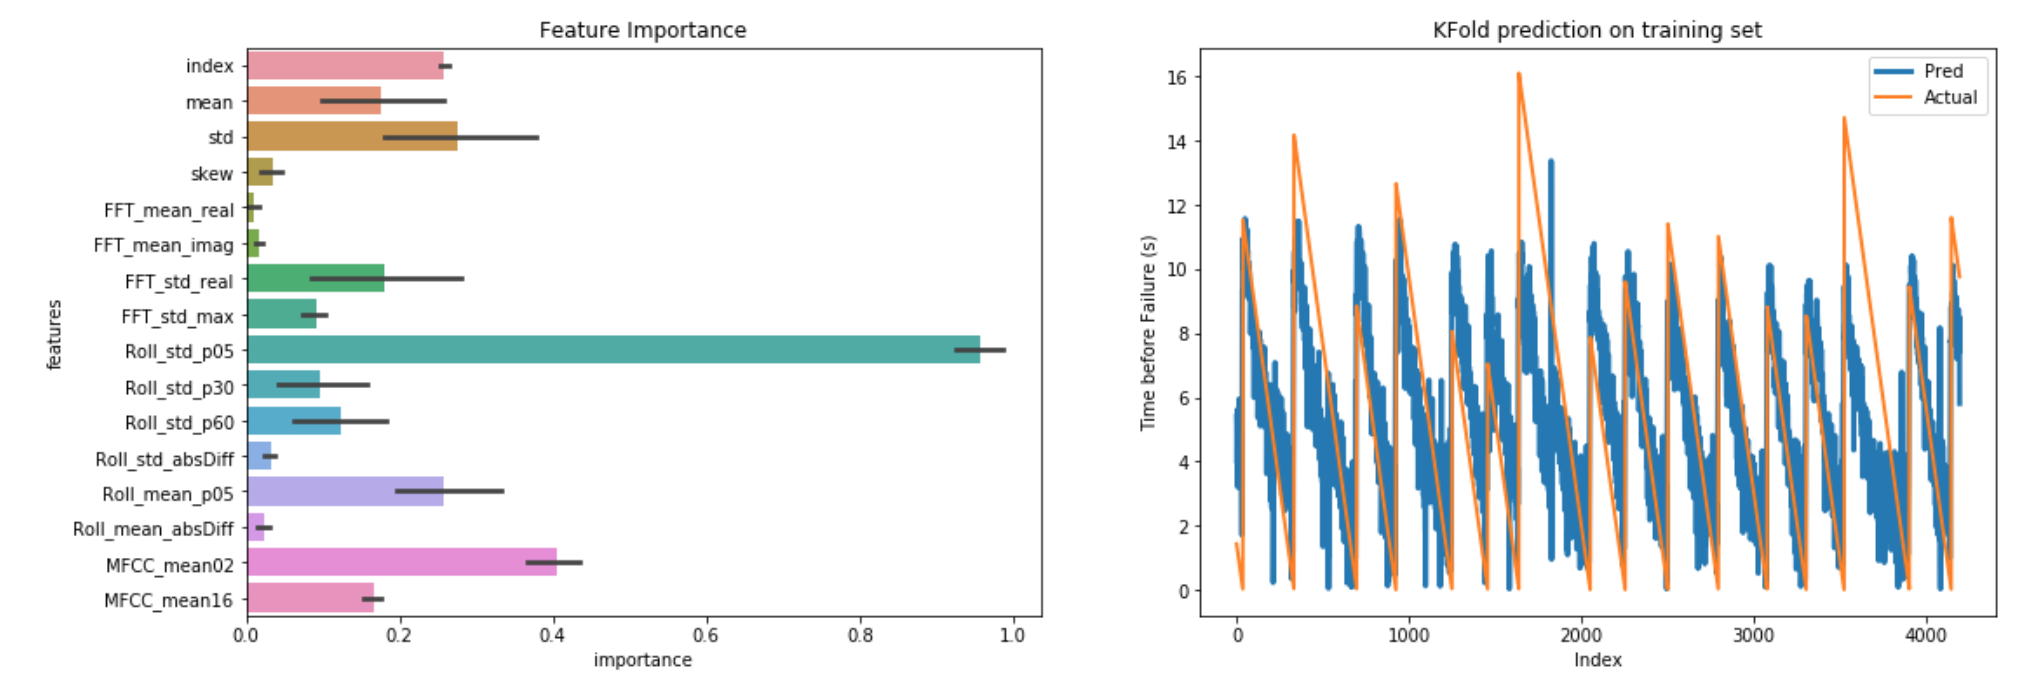 Feature Importance
features
index
mean
std
skew
FFT_mean_real
FFT_mean_imag
FFT_std_real
FFT_std_max
Roll_std_p05
Roll_std_p30
Roll_std_p60
Roll_std_absDiff
Roll_mean_p05
Roll_mean_absDiff
MFCC_mean02
MFCC_mean16
0.0 0.2 0.4 0.6 0.8 1.0
importance
KFold prediction on training set
Pred
Actual
Time before Failure (s)
16
14
12
10
8
6
4
2
0
0 1000 2000 3000 4000
Index